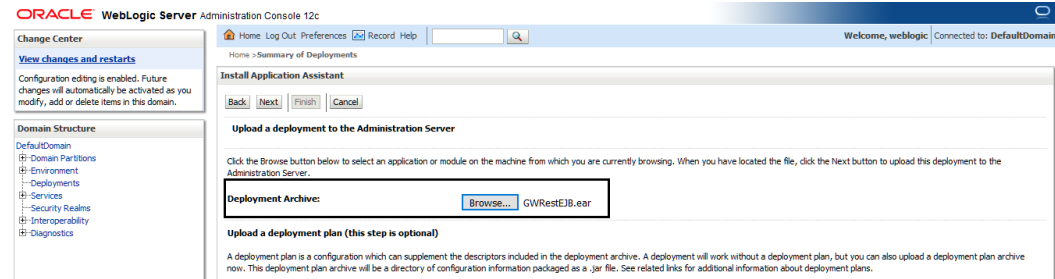 ORACLE WebLogic Server Administration Console 12c
Change Center
View changes and restarts
Configuration editing is enabled. Future
changes will automatically be activated as you
modify, add or delete items in this domain.
Domain Structure
DefaultDomain
Domain Partitions
Environment
Deployments
Services
Security Realms
Interoperability
Diagnostics
Home Log Out Preferences Record Help
Welcome, weblogic Connected to: DefaultDomain
Home >Summary of Deployments
Install Application Assistant
Back Next Finish Cancel
Upload a deployment to the Administration Server
Click the Browse button below to select an application or module on the machine from which you are currently browsing. When you have located the file, click the Next button to upload this deployment to the
Administration Server.
Deployment Archive: Browse... GWRestEJB.ear
Upload a deployment plan (this step is optional)
A deployment plan is a configuration which can supplement the descriptors included in the deployment archive. A deployment will work without a deployment plan, but you can also upload a deployment plan archive
now. This deployment plan archive will be a directory of configuration information packaged as a .jar file. See related links for additional information about deployment plans.